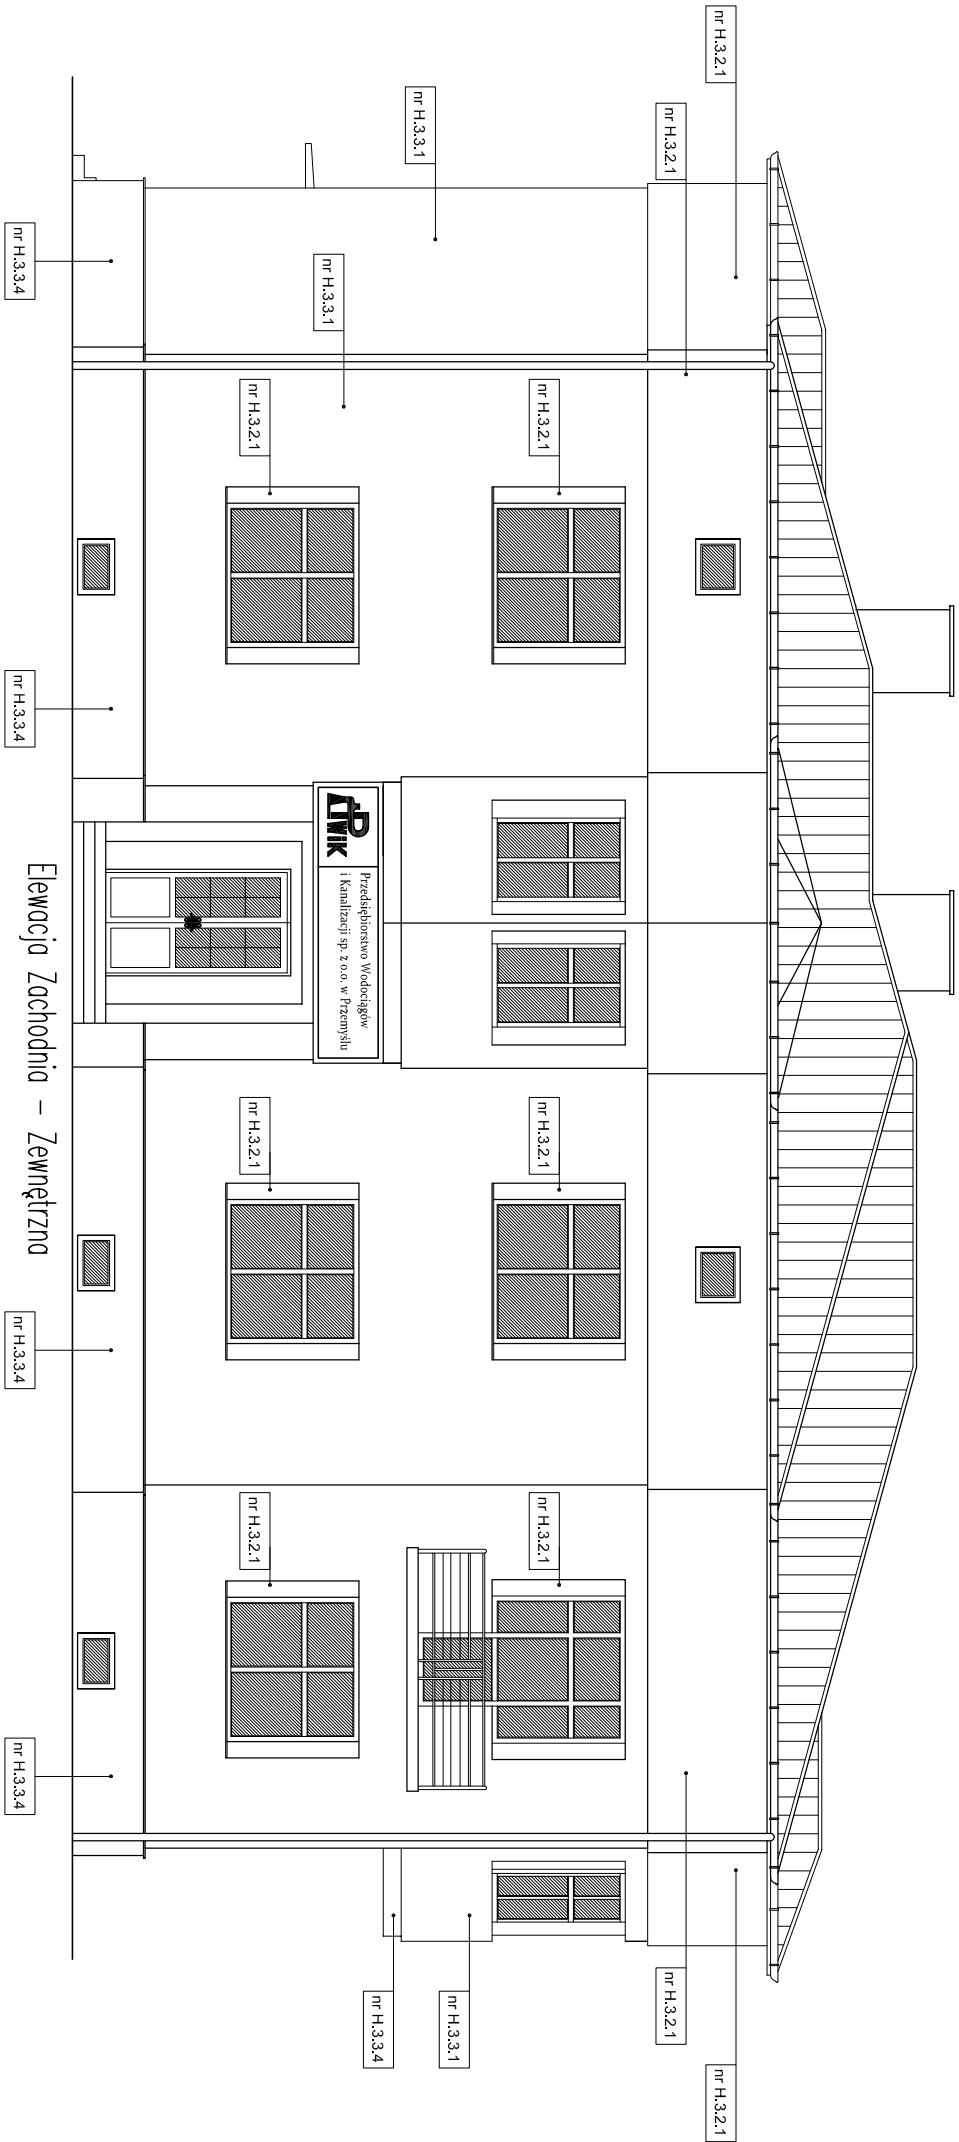 nr H.3.2.1
nr H.3.2.1
nr H.3.2.1
nr H.3.2.1
nr H.3.2.1
nr H.3.2.1
nr H.3.2.1
nr H.3.3.1
nr H.3.3.1
nr H.3.3.4
PWiK
Przedsiębiorstwo Wodociągów
i Kanalizacji sp. z o.o. w Przemyślu
nr H.3.3.1
nr H.3.2.1
nr H.3.2.1
nr H.3.2.1
nr H.3.3.4
nr H.3.3.4
nr H.3.3.4
nr H.3.3.4
Elewacja Zachodnia – Zewnętrzna